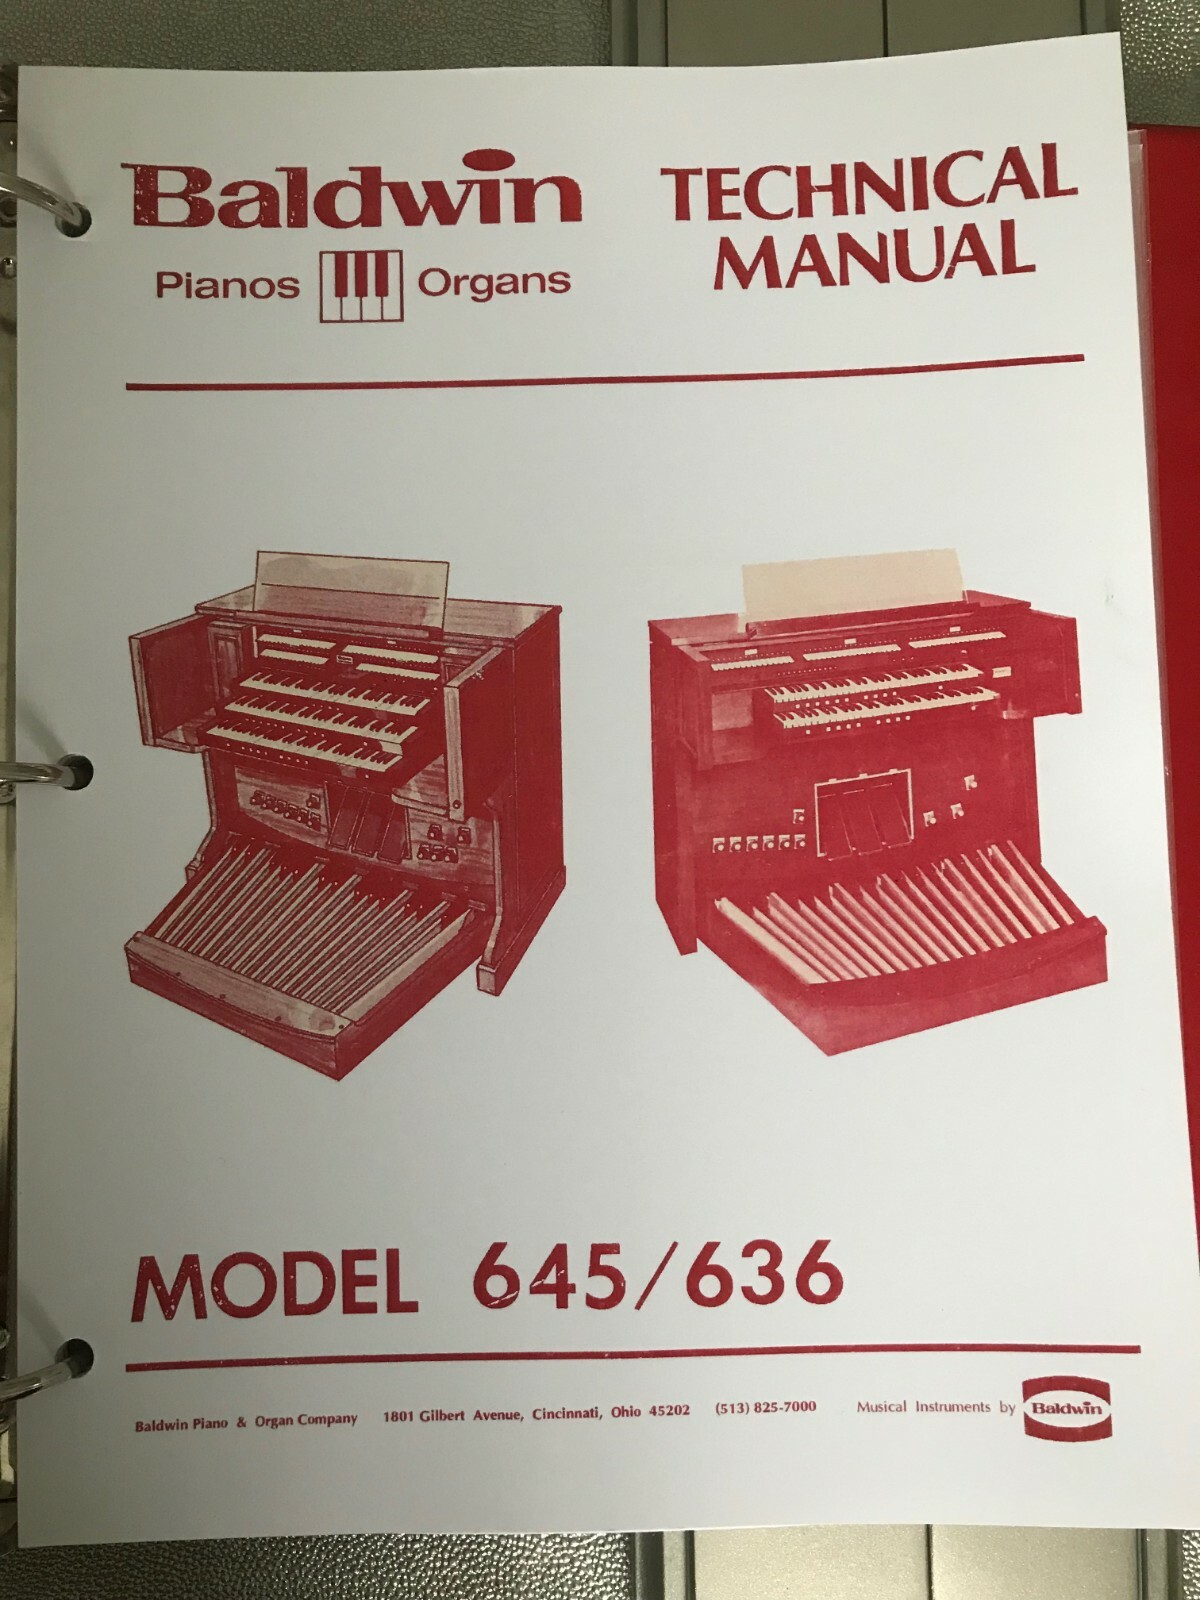 Baldwin
Pianos Organs
TECHNICAL
MANUAL
MODEL 645/636
Baldwin Piano & Organ Company 1801 Gilbert Avenue, Cincinnati, Ohio 45202 (513) 825-7000 Musical Instruments by Baldwin